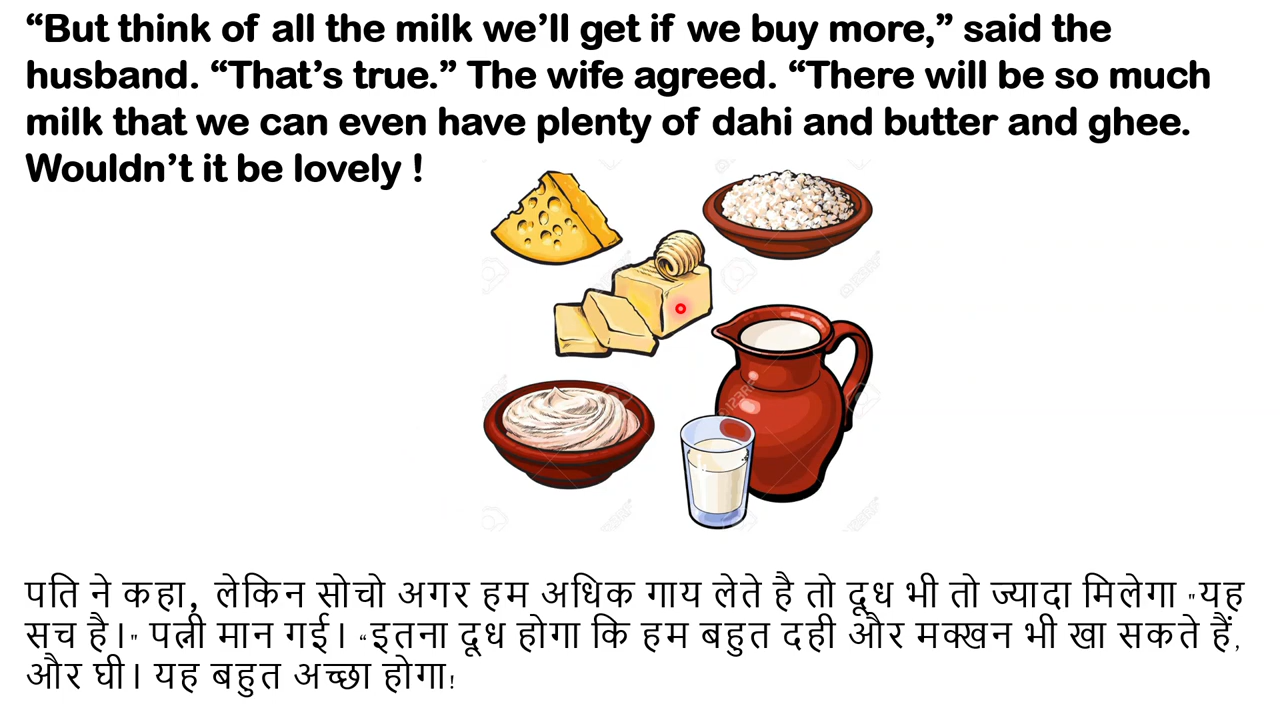 “But think of all the milk we’ll get if we buy more,” said the
husband. “That’s true.” The wife agreed. “There will be so much
milk that we can even have plenty of dahi and butter and ghee.
Wouldn’t it be lovely !
123RF
पति ने कहा, लेकिन सोचो अगर हम अधिक गाय लेते है तो दूध भी तो ज्यादा मिलेगा "यह
सच है।" पत्नी मान गई। “इतना दूध होगा कि हम बहुत दही और मक्खन भी खा सकते हैं,
और घी। यह बहुत अच्छा होगा!